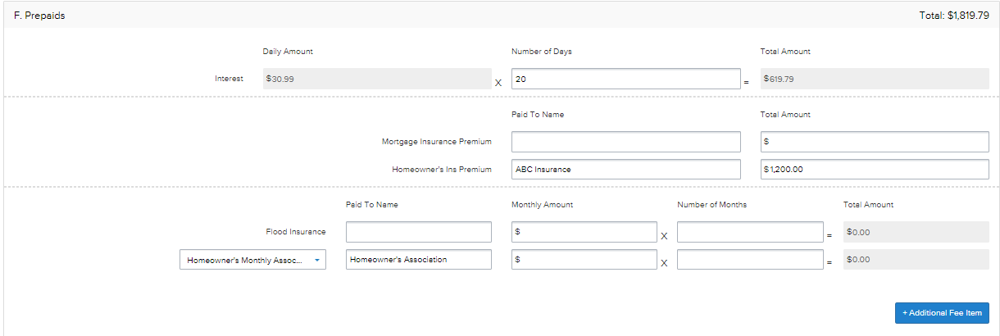 F. Prepaids Total: $1,819.79
Daily Amount Number of Days Total Amount
Interest $30.99 X 20 = $619.79
Paid To Name Total Amount
Mortgage Insurance Premium $
Homeowner's Ins Premium ABC Insurance $1,200.00
Paid To Name Monthly Amount Number of Months Total Amount
Flood Insurance $ X = $0.00
Homeowner's Monthly Assoc... Homeowner's Association $ X = $0.00
+ Additional Fee Item